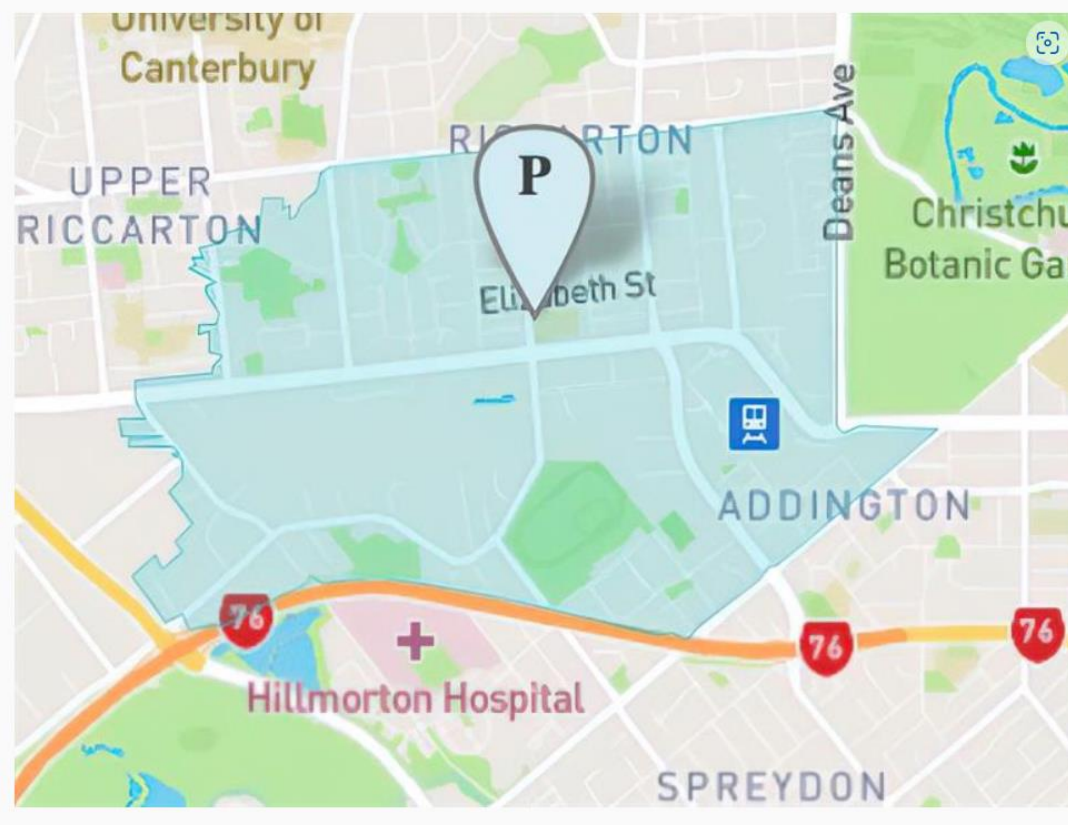 University of
Canterbury
UPPER
RICCARTON
RICCARTON
P
Deans Ave
Elizabeth St
Christchu
Botanic Ga
ADDINGTON
76
76
76
Hillmorton Hospital
SPREYDON